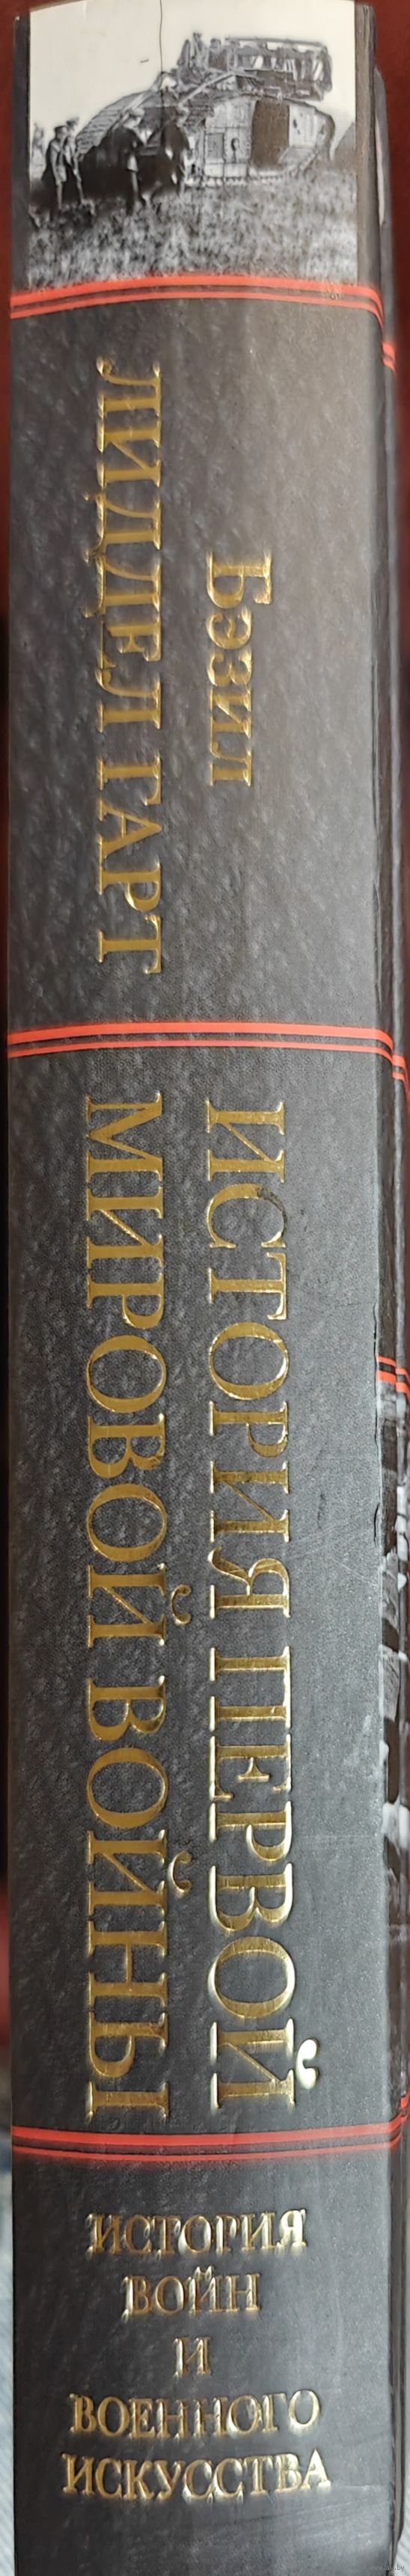 Бэзил
ЛИДДЕЛ ГАРТ
ИСТОРИЯ ПЕРВОЙ
МИРОВОЙ ВОЙНЫ
ИСТОРИЯ
ВОЙН
И
ВОЕННОГО
ИСКУССТВА